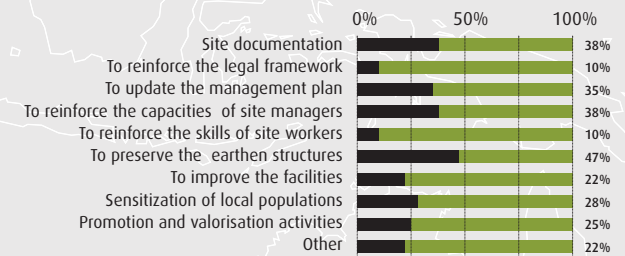 0% 50% 100%
Site documentation 38%
To reinforce the legal framework 10%
To update the management plan 35%
To reinforce the capacities of site managers 38%
To reinforce the skills of site workers 10%
To preserve the earthen structures 47%
To improve the facilities 22%
Sensitization of local populations 28%
Promotion and valorisation activities 25%
Other 22%